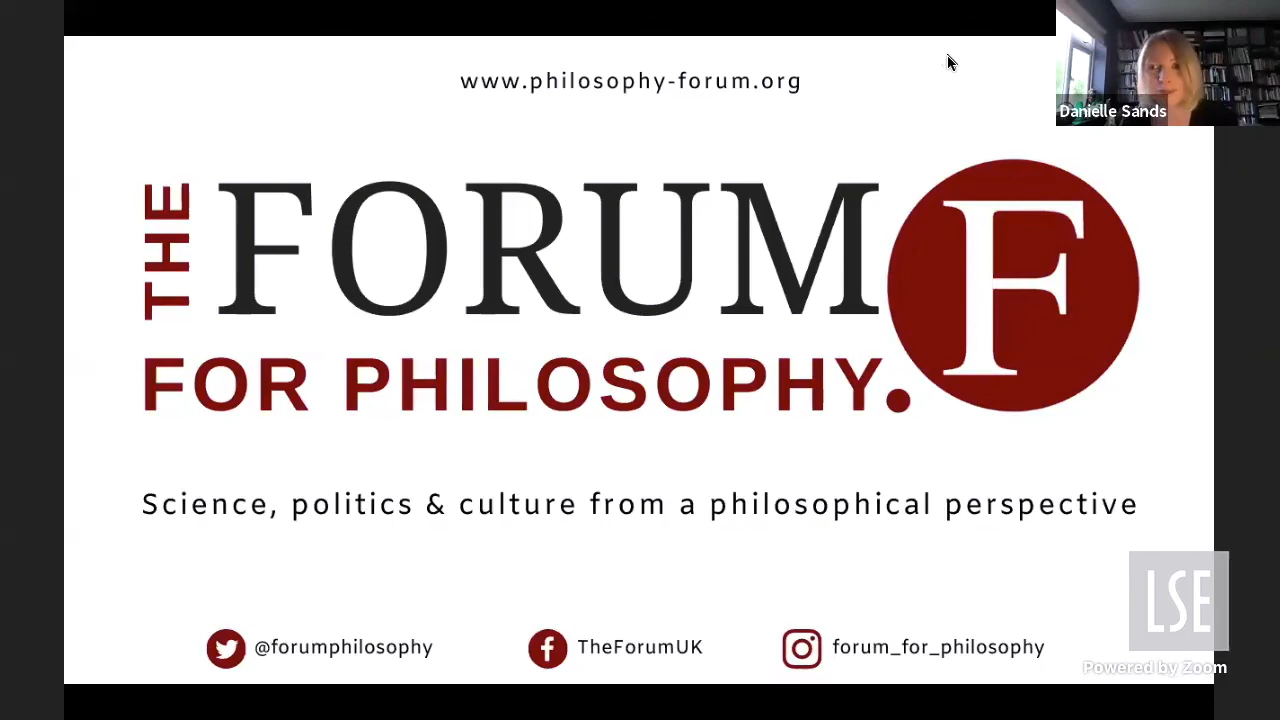 www.philosophy-forum.org
Danielle Sands
THE FORUM F
FOR PHILOSOPHY.
Science, politics & culture from a philosophical perspective
LSE
@forumphilosophy
TheForumUK
forum_for_philosophy
Powered by Zoom